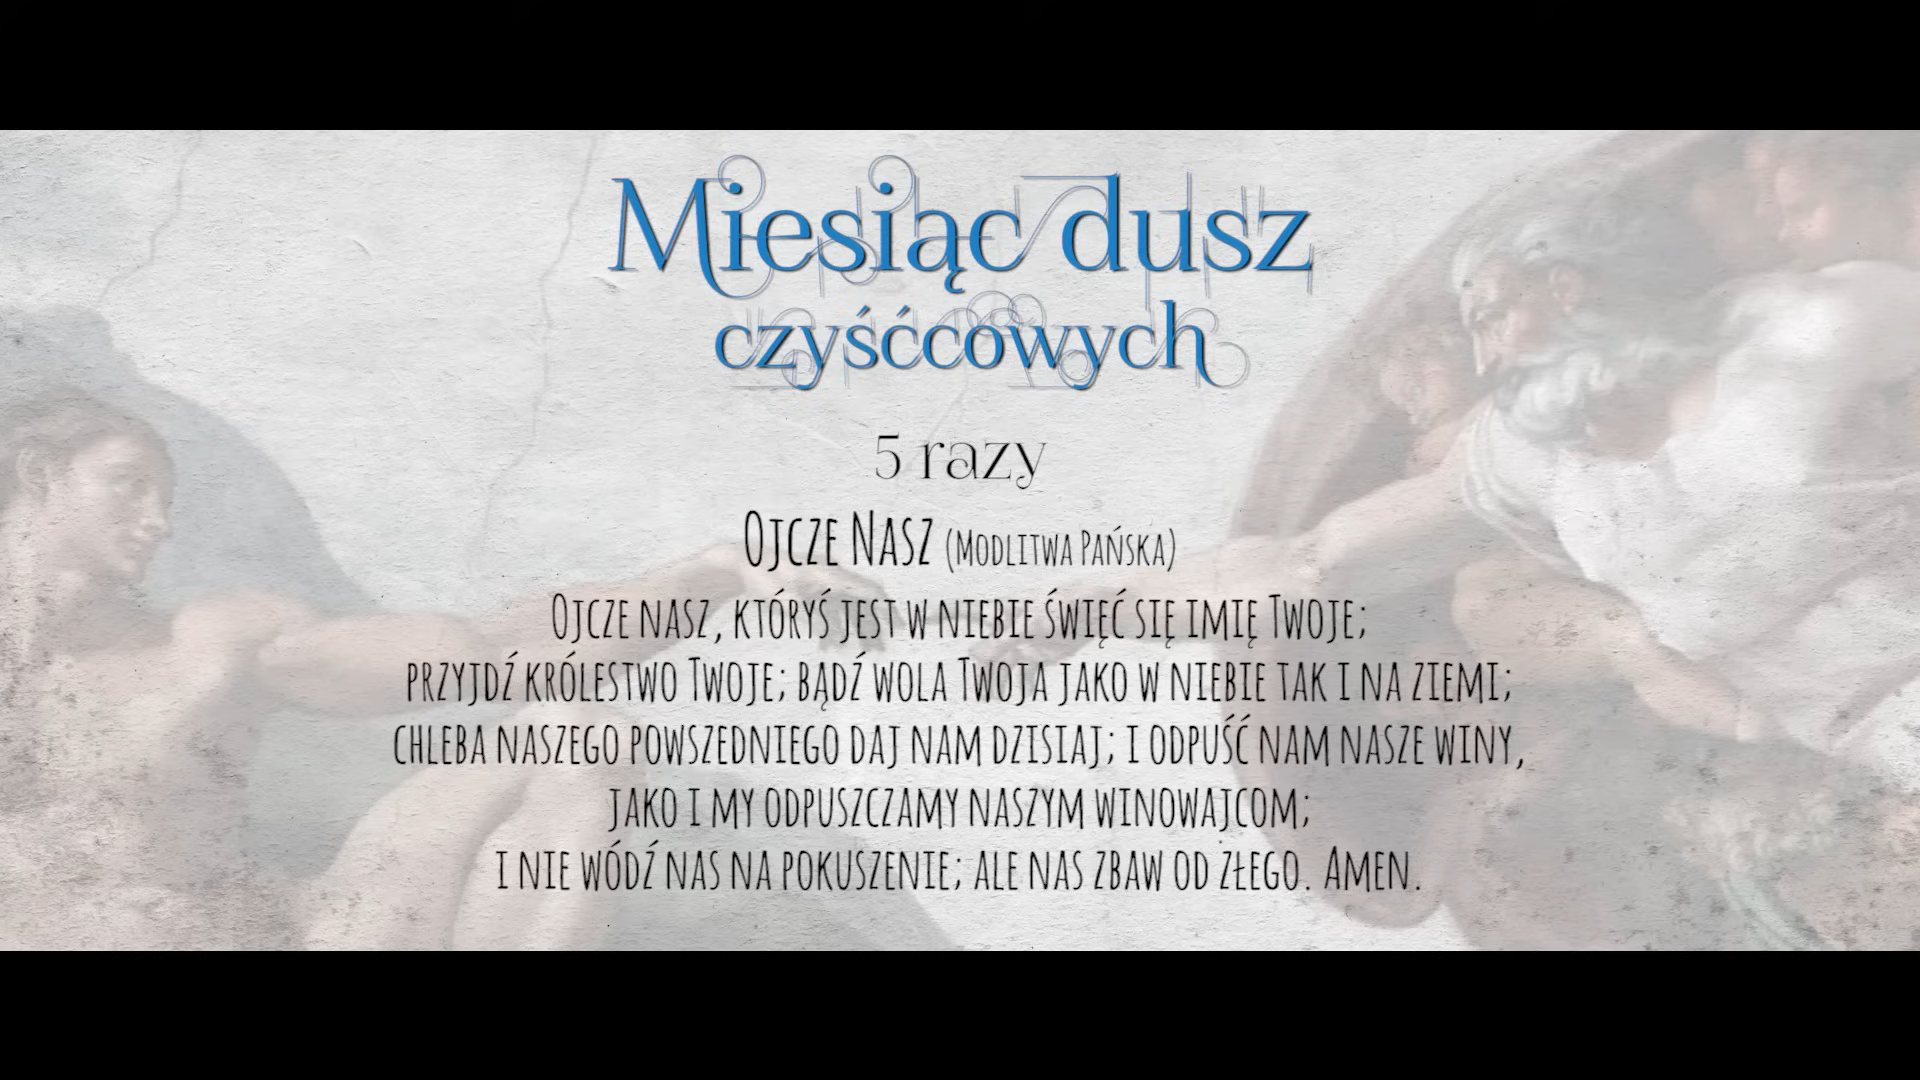 Miesiąc dusz
czyśćcowych
5 razy
Ojcze Nasz (Modlitwa Pańska)
Ojcze nasz, któryś jest w niebie święć się imię Twoje;
przyjdź królestwo Twoje; bądź wola Twoja jako w niebie tak i na ziemi;
chleba naszego powszedniego daj nam dzisiaj; i odpuść nam nasze winy,
jako i my odpuszczamy naszym winowajcom;
i nie wódź nas na pokuszenie; ale nas zbaw od złego. Amen.